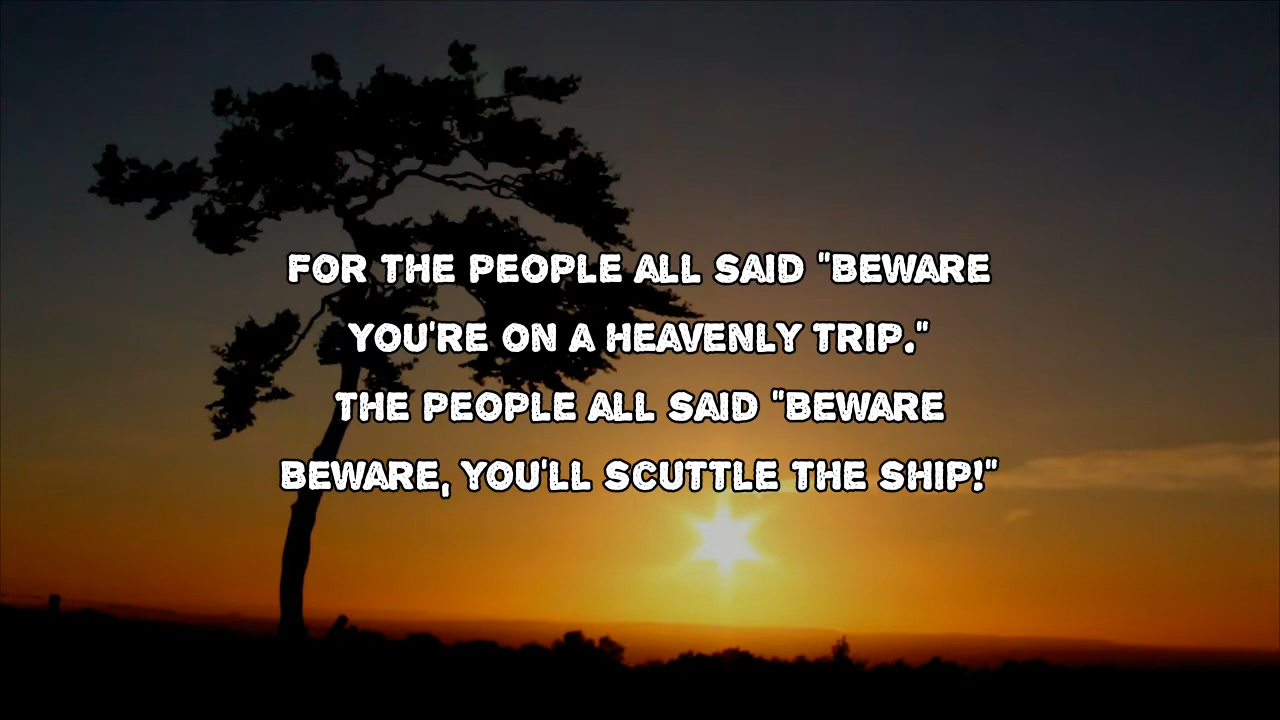 FOR THE PEOPLE ALL SAID "BEWARE
YOU'RE ON A HEAVENLY TRIP."
THE PEOPLE ALL SAID "BEWARE
BEWARE, YOU'LL SCUTTLE THE SHIP!"